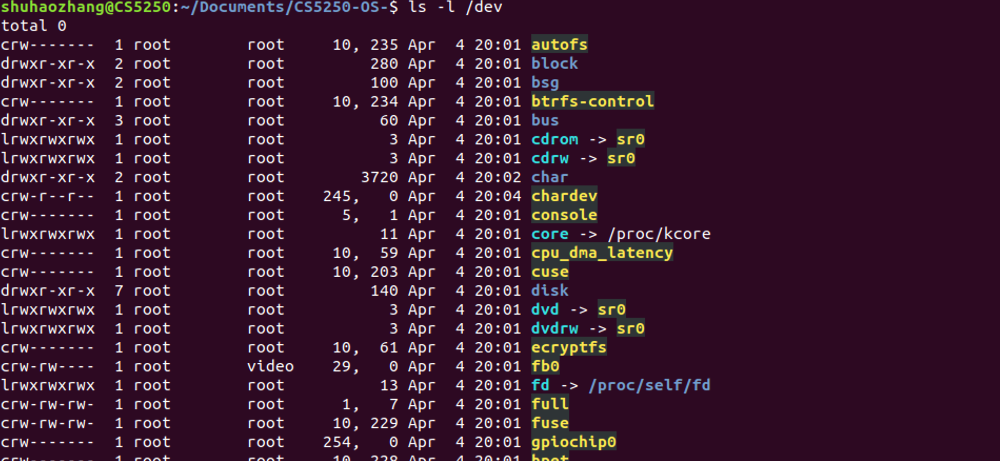 shuhaozhang@CS5250:~/Documents/CS5250-OS-$ ls -l /dev
total 0
crw-------  1 root        root     10, 235 Apr  4 20:01 autofs
drwxr-xr-x  2 root        root         280 Apr  4 20:01 block
drwxr-xr-x  2 root        root         100 Apr  4 20:01 bsg
crw-------  1 root        root     10, 234 Apr  4 20:01 btrfs-control
drwxr-xr-x  3 root        root          60 Apr  4 20:01 bus
lrwxrwxrwx  1 root        root           3 Apr  4 20:01 cdrom -> sr0
lrwxrwxrwx  1 root        root           3 Apr  4 20:01 cdrw -> sr0
drwxr-xr-x  2 root        root        3720 Apr  4 20:02 char
crw-r--r--  1 root        root    245,   0 Apr  4 20:04 chardev
crw-------  1 root        root      5,   1 Apr  4 20:01 console
lrwxrwxrwx  1 root        root          11 Apr  4 20:01 core -> /proc/kcore
crw-------  1 root        root     10,  59 Apr  4 20:01 cpu_dma_latency
crw-------  1 root        root     10, 203 Apr  4 20:01 cuse
drwxr-xr-x  7 root        root         140 Apr  4 20:01 disk
lrwxrwxrwx  1 root        root           3 Apr  4 20:01 dvd -> sr0
lrwxrwxrwx  1 root        root           3 Apr  4 20:01 dvdrw -> sr0
crw-------  1 root        root     10,  61 Apr  4 20:01 ecryptfs
crw-rw----  1 root        video    29,   0 Apr  4 20:01 fb0
lrwxrwxrwx  1 root        root          13 Apr  4 20:01 fd -> /proc/self/fd
crw-rw-rw-  1 root        root      1,   7 Apr  4 20:01 full
crw-rw-rw-  1 root        root     10, 229 Apr  4 20:01 fuse
crw-------  1 root        root    254,   0 Apr  4 20:01 gpiochip0
crw-------  1 root        root     10, 228 Apr  4 20:01 hpet